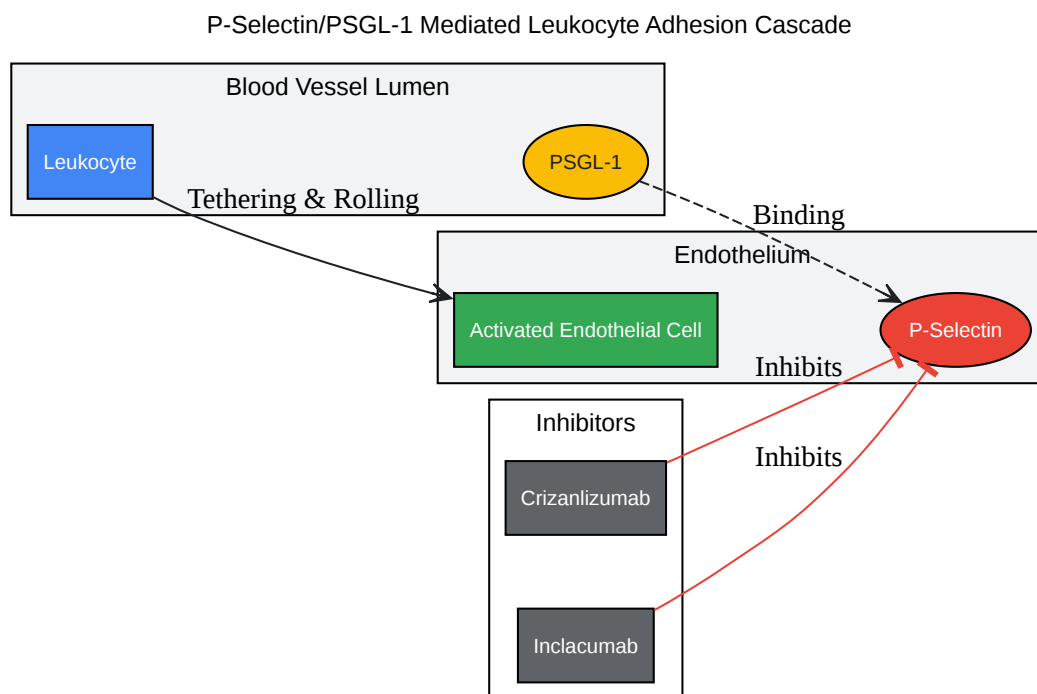 P-Selectin/PSGL-1 Mediated Leukocyte Adhesion Cascade
Blood Vessel Lumen
Leukocyte
PSGL-1
Tethering & Rolling
Binding
Endothelium
Activated Endothelial Cell
P-Selectin
Inhibits
Inhibitors
Inhibits
Crizanlizumab
Inclacumab